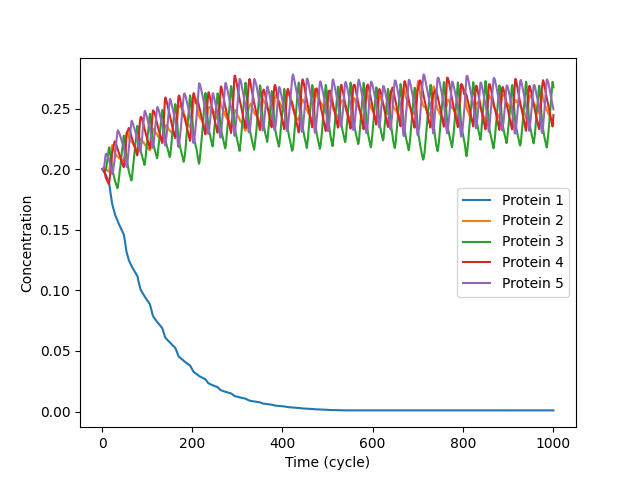 0.25
0.20
0.15
0.10
0.05
0.00
Concentration
0
200
400
600
800
1000
Time (cycle)
Protein 1
Protein 2
Protein 3
Protein 4
Protein 5